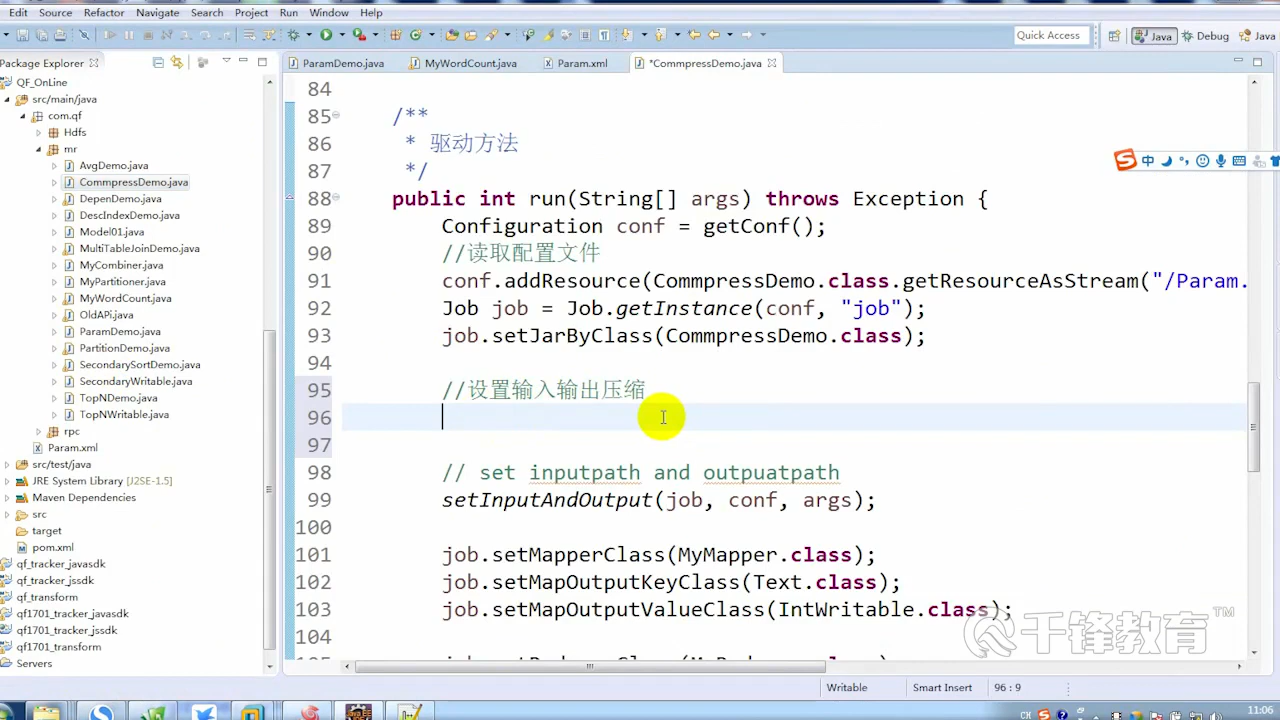 Edit Source Refactor Navigate Search Project Run Window Help
Quick Access Java Debug Java
Package Explorer
ParamDemo.java MyWordCount.java Param.xml *CommpressDemo.java
QF_OnLine
src/main/java
com.qf
Hdfs
mr
AvgDemo.java
CommpressDemo.java
DepenDemo.java
DescIndexDemo.java
Model01.java
MultiTableJoinDemo.java
MyCombiner.java
MyPartitioner.java
MyWordCount.java
OldAPi.java
ParamDemo.java
PartitionDemo.java
SecondarySortDemo.java
SecondaryWritable.java
TopNDemo.java
TopNWritable.java
rpc
Param.xml
src/test/java
JRE System Library [J2SE-1.5]
Maven Dependencies
src
target
pom.xml
qf_tracker_javasdk
qf_tracker_jssdk
qf_transform
qf1701_tracker_javasdk
qf1701_tracker_jssdk
qf1701_transform
Servers
84
85 /**
86 * 驱动方法
87 */
88 public int run(String[] args) throws Exception {
89 Configuration conf = getConf();
90 //读取配置文件
91 conf.addResource(CommpressDemo.class.getResourceAsStream("/Param.
92 Job job = Job.getInstance(conf, "job");
93 job.setJarByClass(CommpressDemo.class);
94
95 //设置输入输出压缩
96
97
98 // set inputpath and outpuatpath
99 setInputAndOutput(job, conf, args);
100
101 job.setMapperClass(MyMapper.class);
102 job.setMapOutputKeyClass(Text.class);
103 job.setMapOutputValueClass(IntWritable.class);
104
中
千锋教育 TM
Writable Smart Insert 96 : 9
CH 11:06